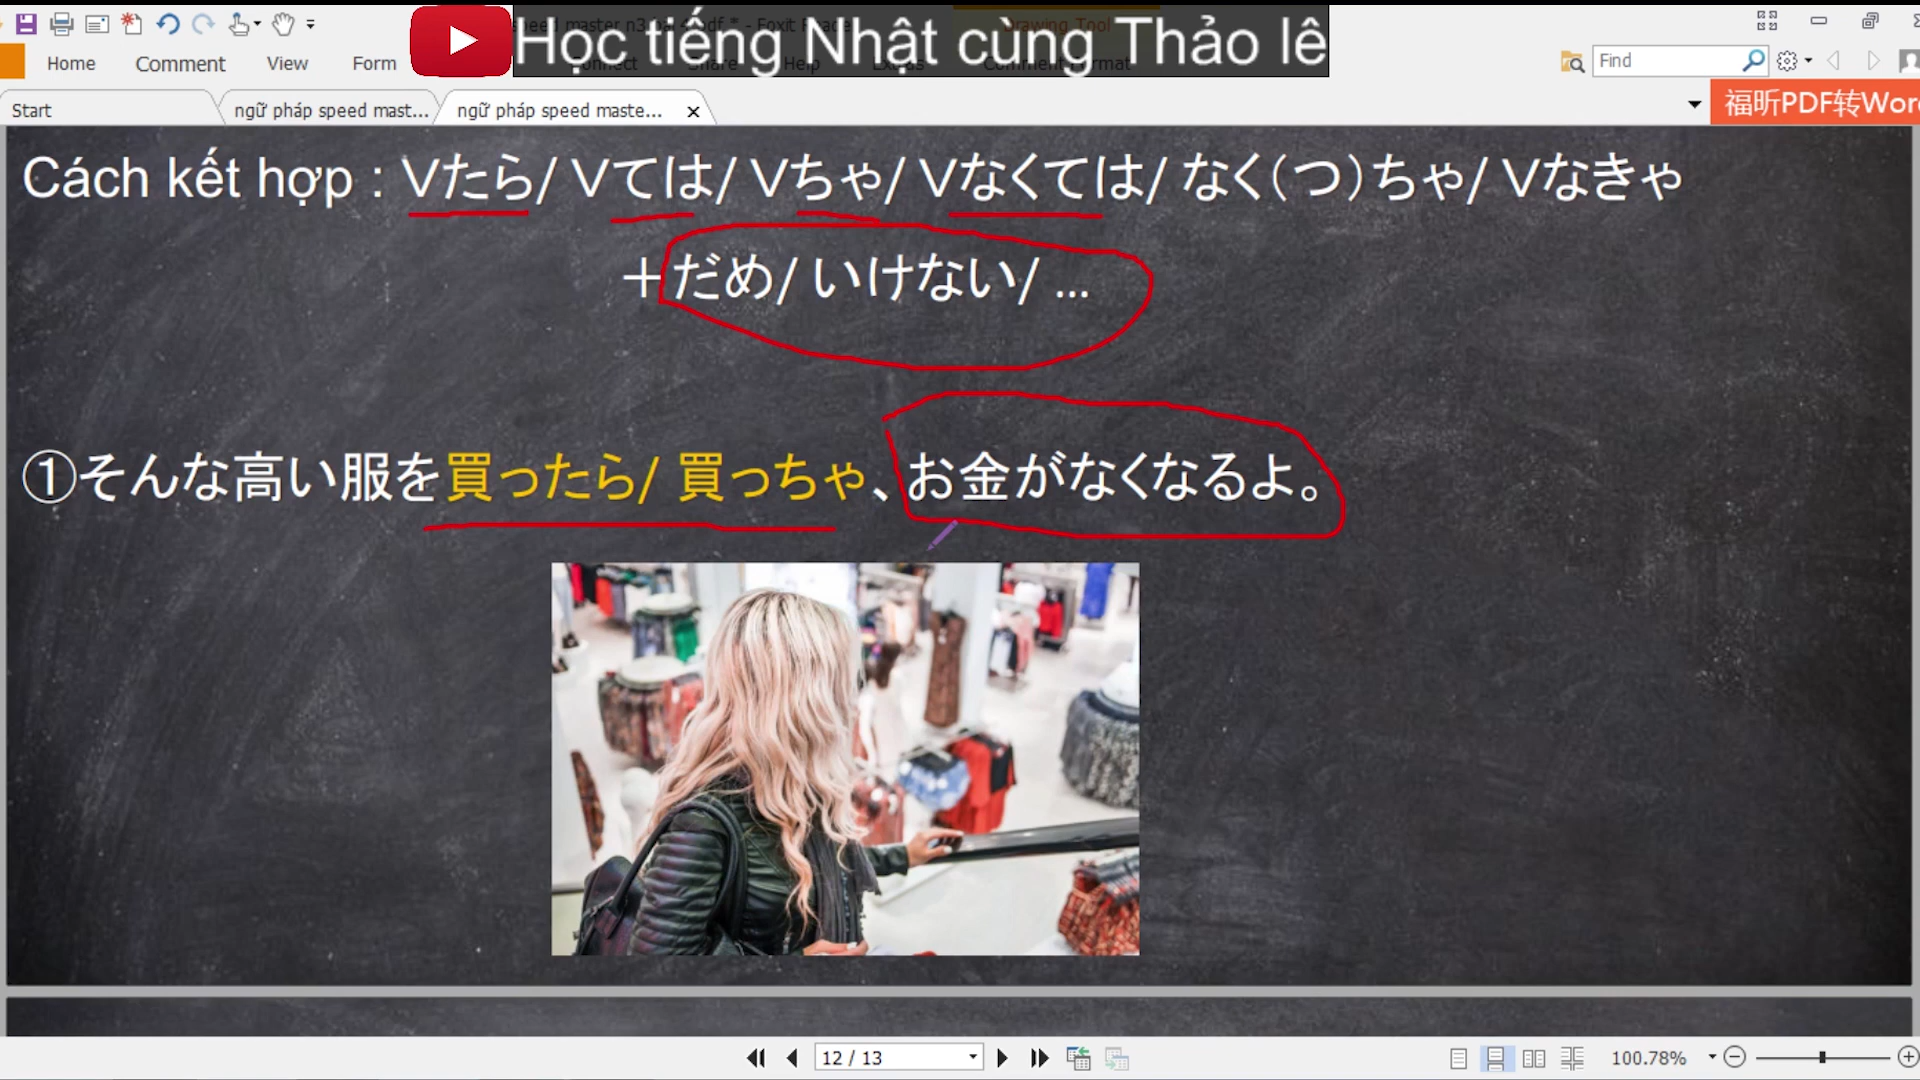 Học tiếng Nhật cùng Thảo lê
Home Comment View Form
Find
Start
ngữ pháp speed mast...
ngữ pháp speed maste...
福昕PDF转Wor
Cách kết hợp : Vたら/ Vては/ Vちゃ/ Vなくては/ なく(つ)ちゃ/ Vなきゃ
+だめ/ いけない/ ...
①そんな高い服を買ったら/ 買っちゃ、お金がなくなるよ。
12 / 13
100.78%